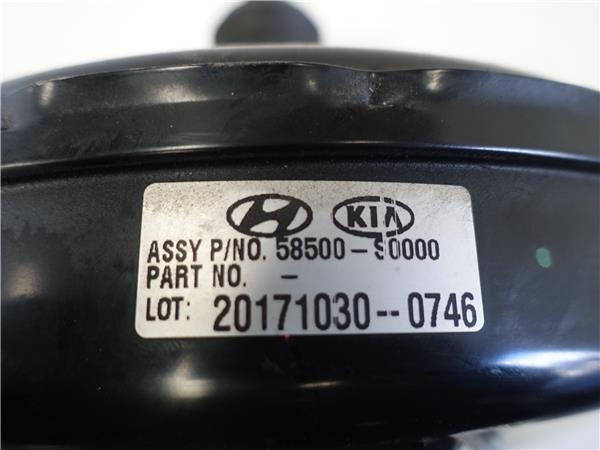 KIA
ASSY P/NO. 58500-S0000
PART NO. -
LOT: 20171030--0746